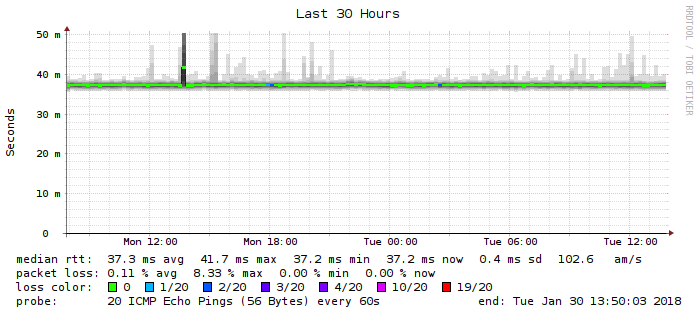 Last 30 Hours
RRDTOOL / TOBI OETIKER
Seconds
50 m
40 m
30 m
20 m
10 m
0
Mon 12:00 Mon 18:00 Tue 00:00 Tue 06:00 Tue 12:00
median rtt: 37.3 ms avg 41.7 ms max 37.2 ms min 37.2 ms now 0.4 ms sd 102.6 am/s
packet loss: 0.11 % avg 8.33 % max 0.00 % min 0.00 % now
loss color: 0 1/20 2/20 3/20 4/20 10/20 19/20
probe: 20 ICMP Echo Pings (56 Bytes) every 60s end: Tue Jan 30 13:50:03 2018